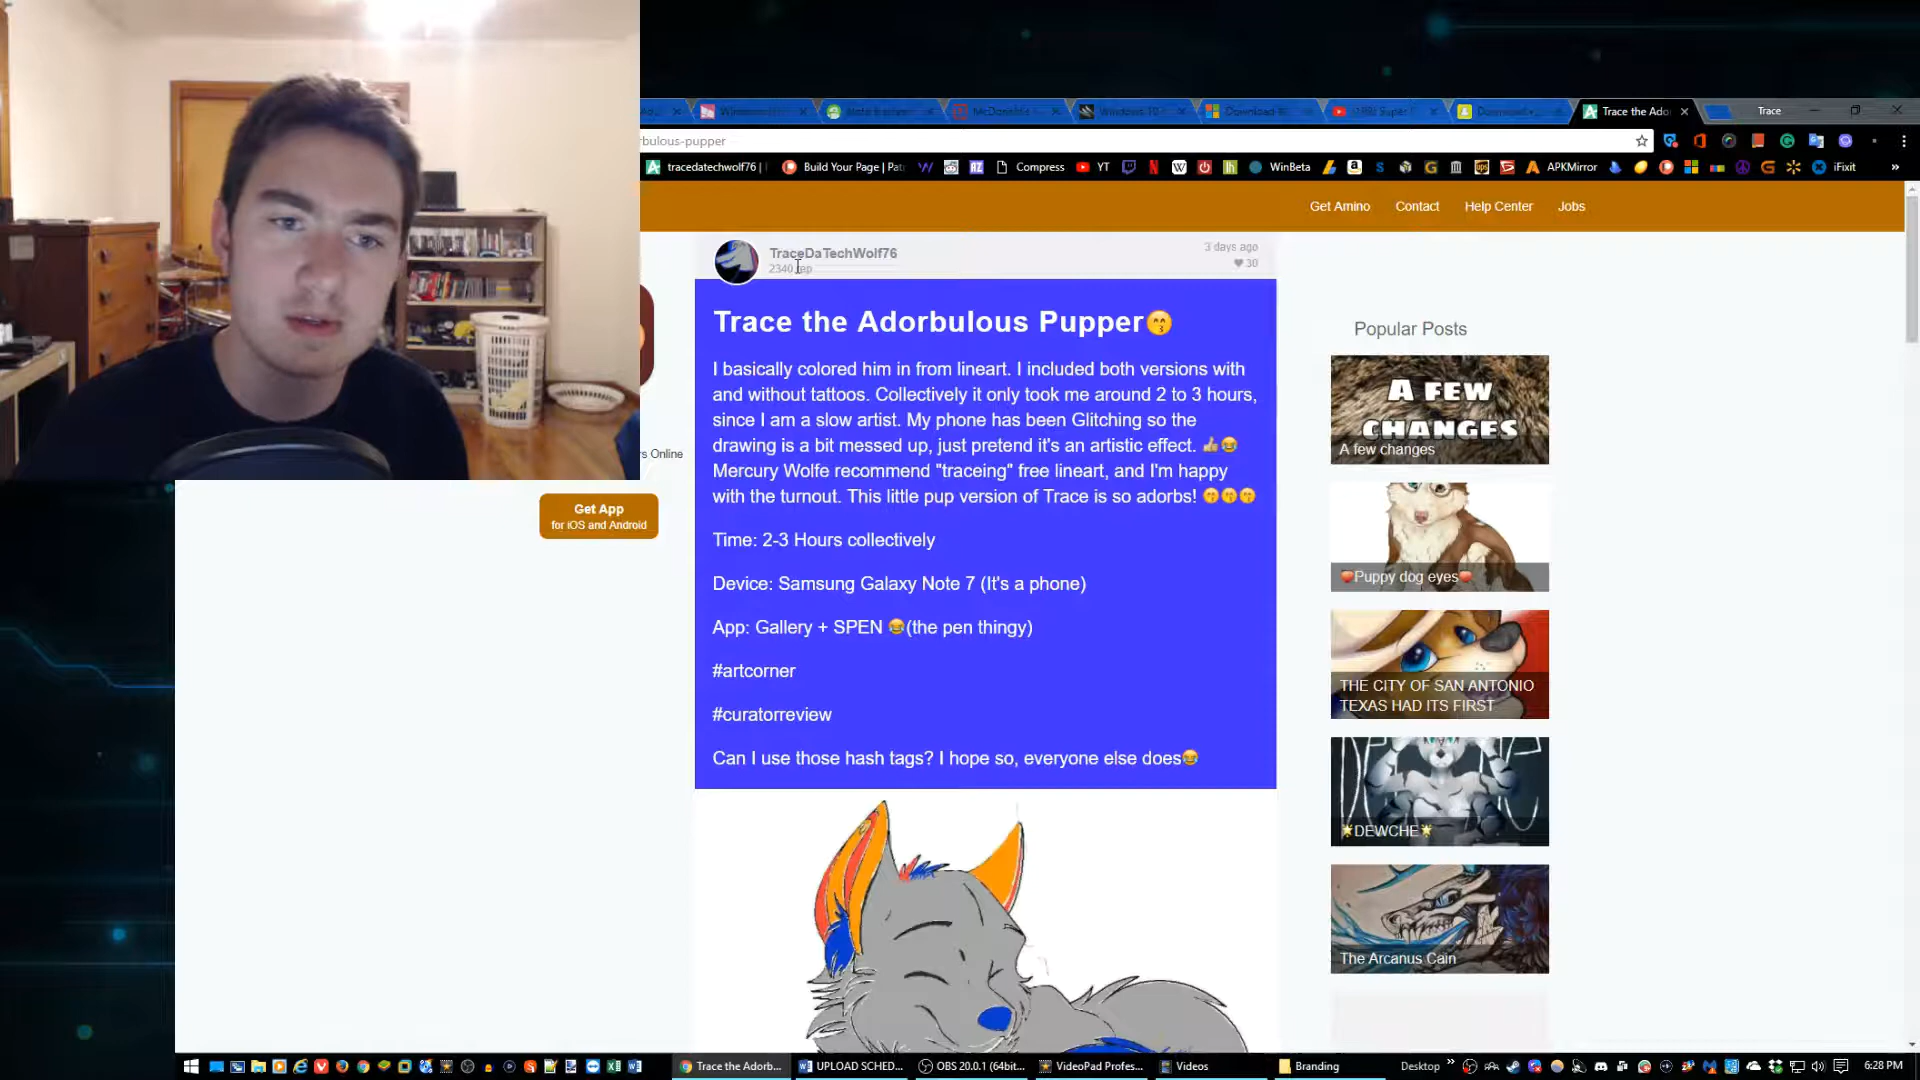 Trace the Ado
Trace
bulous-pupper
tracedatechwolf76 |
Build Your Page | Pat
Compress
YT
WinBeta
APKMirror
iFixit
Get Amino
Contact
Help Center
Jobs
TraceDaTechWolf76
2340 rep
3 days ago
30
Trace the Adorbulous Pupper😙
I basically colored him in from lineart. I included both versions with
and without tattoos. Collectively it only took me around 2 to 3 hours,
since I am a slow artist. My phone has been Glitching so the
drawing is a bit messed up, just pretend it's an artistic effect. 👍😂
Mercury Wolfe recommend "traceing" free lineart, and I'm happy
with the turnout. This little pup version of Trace is so adorbs! 😙😙😙
Time: 2-3 Hours collectively
Device: Samsung Galaxy Note 7 (It's a phone)
App: Gallery + SPEN 😂(the pen thingy)
#artcorner
#curatorreview
Can I use those hash tags? I hope so, everyone else does😂
rs Online
Get App
for iOS and Android
Popular Posts
A FEW
CHANGES
A few changes
Puppy dog eyes
THE CITY OF SAN ANTONIO
TEXAS HAD ITS FIRST
🌟DEWCHE🌟
The Arcanus Cain
Trace the Adorb...
UPLOAD SCHED...
OBS 20.0.1 (64bit...
VideoPad Profes...
Videos
Branding
Desktop
6:28 PM